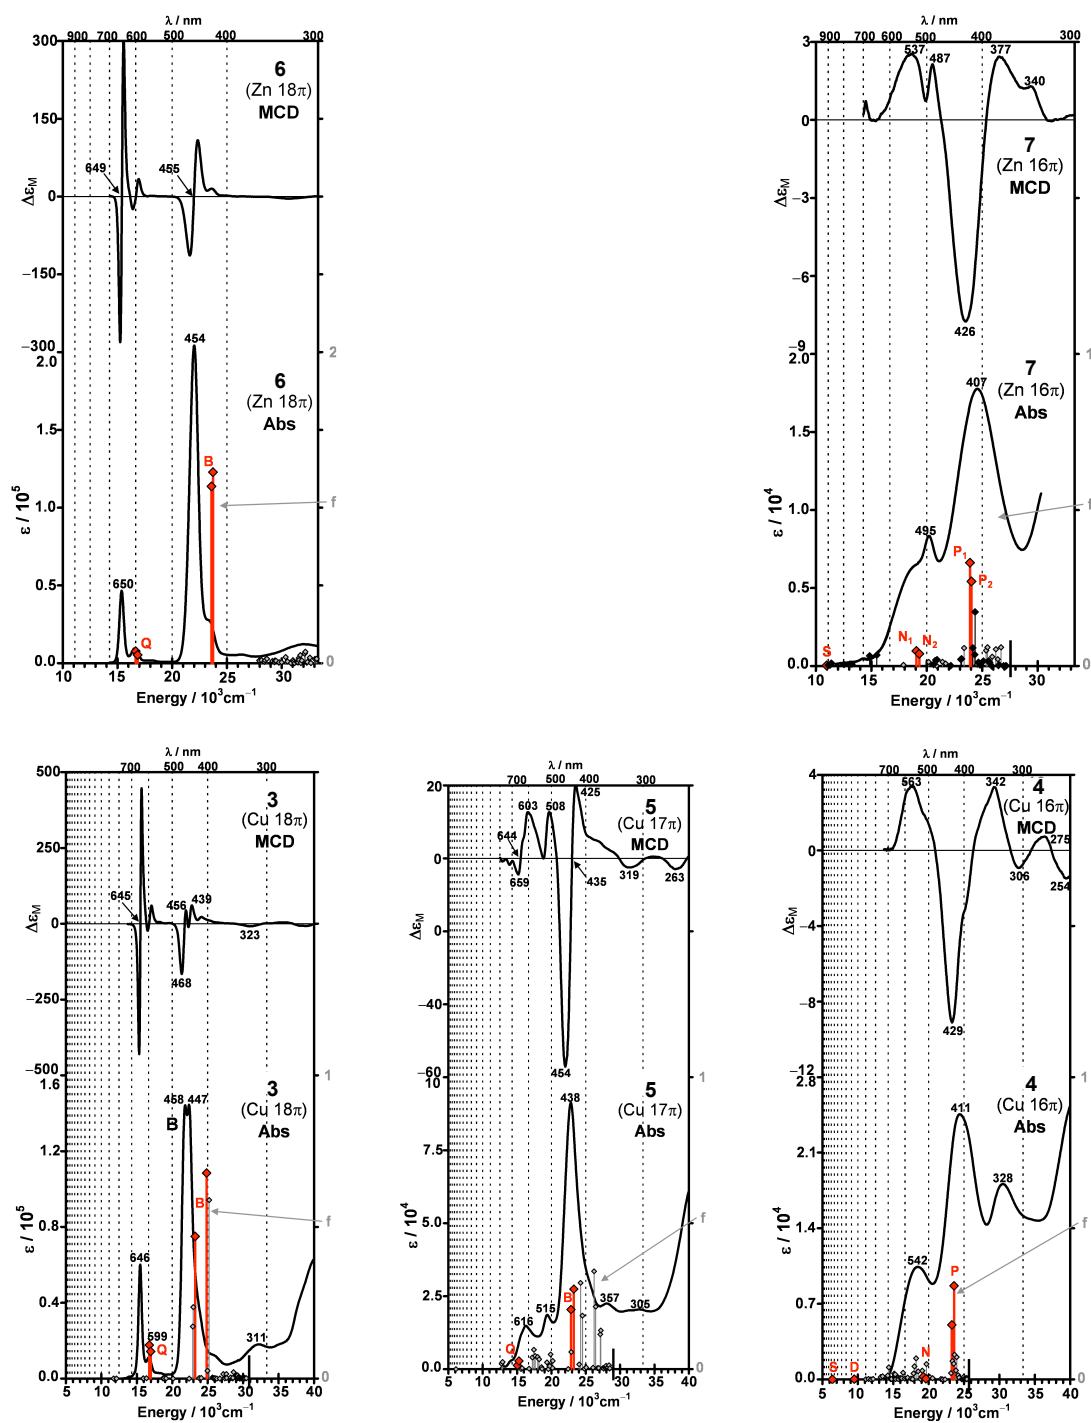 λ / nm
900 700 600 500 400 300
300
6
(Zn 18π)
MCD
150
649
455
0
ΔεM
−150
−300
2.0
2
454
6
(Zn 18π)
Abs
1.5
B
f
1.0
ε / 10⁵
650
0.5
Q
0.0
0
10 15 20 25 30
Energy / 10³cm⁻¹
λ / nm
900 700 600 500 400 300
3
537
487
377
340
0
7
(Zn 16π)
MCD
ΔεM
−3
−6
426
−9
2.0
1
7
(Zn 16π)
Abs
407
1.5
1.0
f
ε / 10⁴
495
P₁
P₂
0.5
N₁ N₂
S
0.0
0
10 15 20 25 30
Energy / 10³cm⁻¹
λ / nm
700 500 400 300
500
3
(Cu 18π)
MCD
250
645
456 439
0
323
ΔεM
468
−250
−500
1.6
1
458 447
3
(Cu 18π)
Abs
B
1.2
B
f
0.8
ε / 10⁵
646
0.4
599
Q
311
0.0
0
5 10 15 20 25 30 35 40
Energy / 10³cm⁻¹
λ / nm
700 500 400 300
20
603 508 425
5
(Cu 17π)
MCD
644
0
659
435
319
263
ΔεM
0
−40
454
−60
10
1
438
5
(Cu 17π)
Abs
7.5
f
5.0
ε / 10⁴
2.5
616
515
B
357
305
Q
0.0
0
5 10 15 20 25 30 35 40
Energy / 10³cm⁻¹
λ / nm
700 500 400 300
4
563
342
4
(Cu 16π)
MCD
275
0
306
254
ΔεM
−4
−8
429
−12
2.8
1
4
(Cu 16π)
Abs
411
2.1
328
f
1.4
ε / 10⁴
542
P
0.7
N
S D
0.0
0
5 10 15 20 25 30 35 40
Energy / 10³cm⁻¹